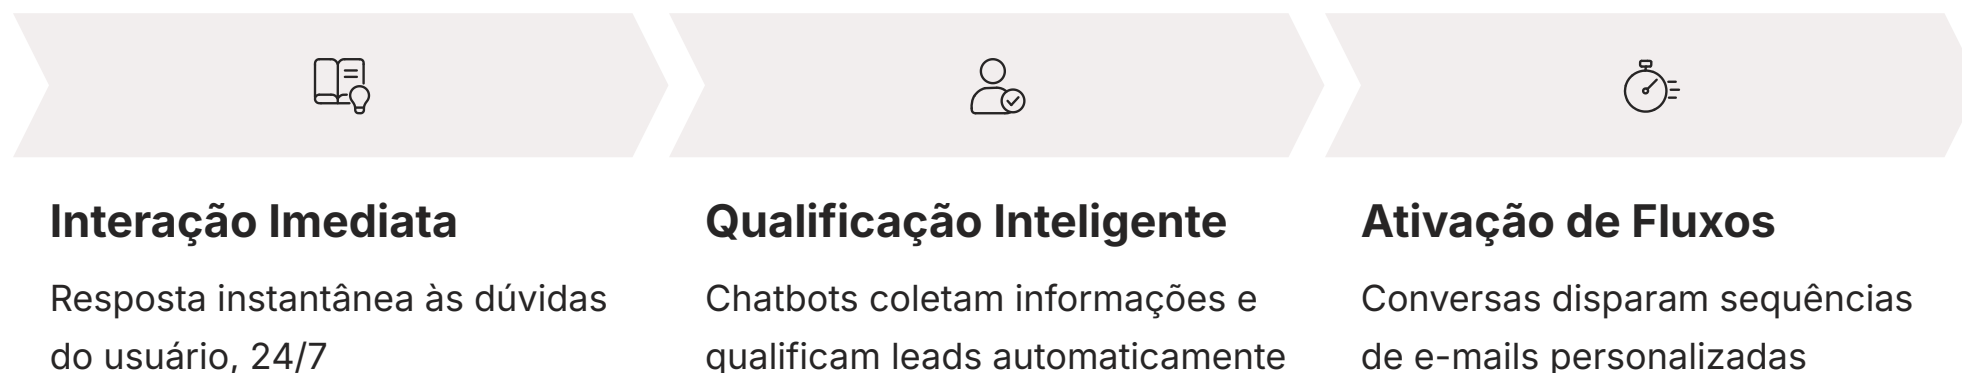 Interação Imediata
Resposta instantânea às dúvidas
do usuário, 24/7
Qualificação Inteligente
Chatbots coletam informações e
qualificam leads automaticamente
Ativação de Fluxos
Conversas disparam sequências
de e-mails personalizadas